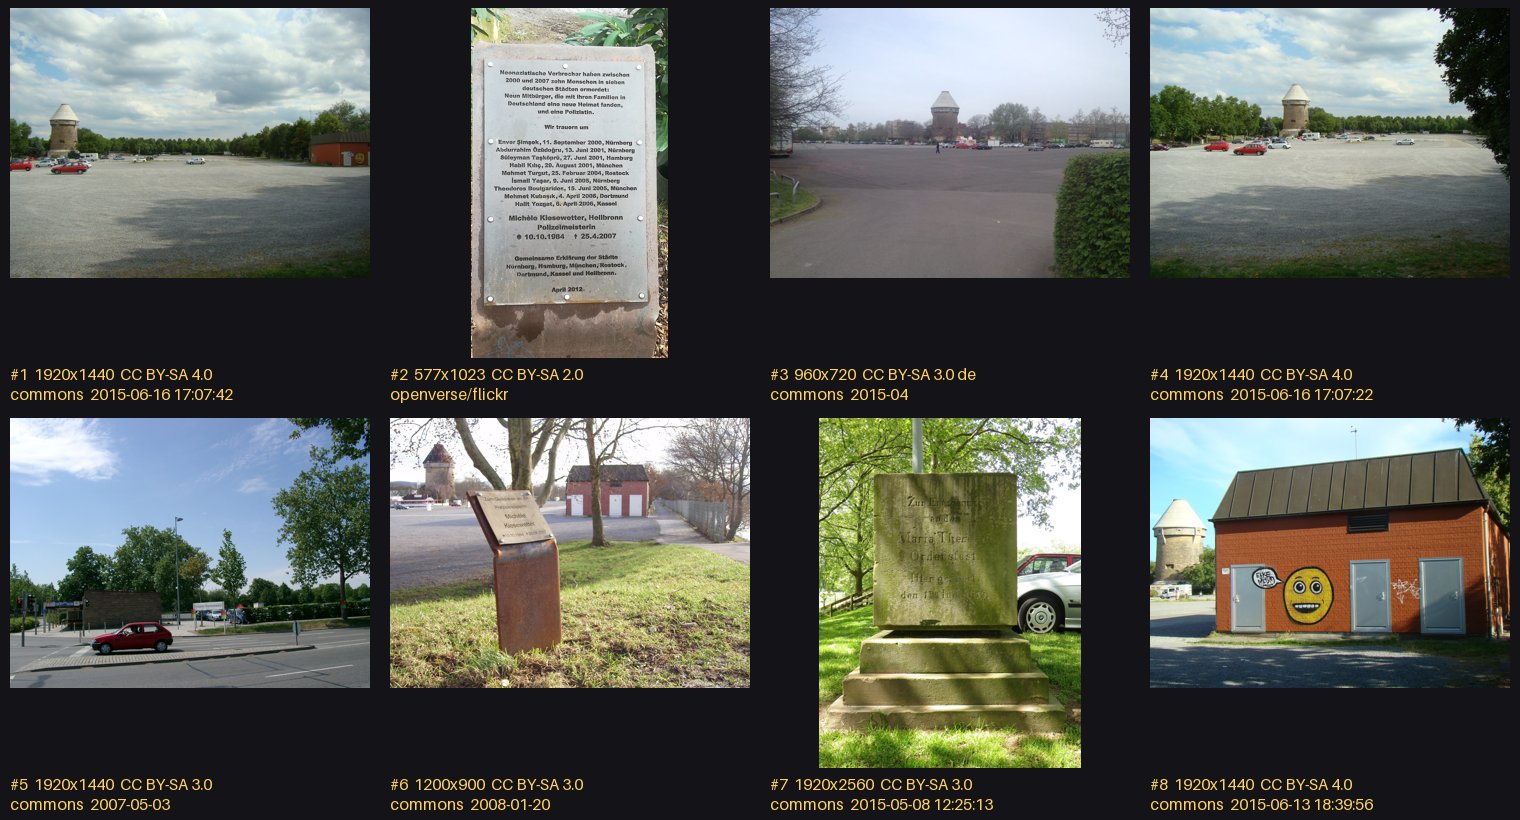 #1 1920x1440 CC BY-SA 4.0
commons 2015-06-16 17:07:42
Neonazistische Verbrecher haben zwischen
2000 und 2007 zehn Menschen in sieben
deutschen Städten ermordet:
Neun Mitbürger, die mit ihren Familien in
Deutschland eine neue Heimat fanden,
und eine Polizistin.
Wir trauern um
Enver Şimşek, 11. September 2000, Nürnberg
Abdurrahim Özüdoğru, 13. Juni 2001, Nürnberg
Süleyman Taşköprü, 27. Juni 2001, Hamburg
Habil Kılıç, 29. August 2001, München
Mehmet Turgut, 25. Februar 2004, Rostock
İsmail Yaşar, 9. Juni 2005, Nürnberg
Theodoros Boulgarides, 15. Juni 2005, München
Mehmet Kubaşık, 4. April 2006, Dortmund
Halit Yozgat, 6. April 2006, Kassel
Michèle Kiesewetter, Heilbronn
Polizeimeisterin
10.10.1984 † 25.4.2007
Gemeinsame Erklärung der Städte
Nürnberg, Hamburg, München, Rostock,
Dortmund, Kassel und Heilbronn.
April 2012
#2 577x1023 CC BY-SA 2.0
openverse/flickr
#3 960x720 CC BY-SA 3.0 de
commons 2015-04
#4 1920x1440 CC BY-SA 4.0
commons 2015-06-16 17:07:22
#5 1920x1440 CC BY-SA 3.0
commons 2007-05-03
Michèle
Kiesewetter
#6 1200x900 CC BY-SA 3.0
commons 2008-01-20
Zur
an den
Maria
#7 1920x2560 CC BY-SA 3.0
commons 2015-05-08 12:25:13
#8 1920x1440 CC BY-SA 4.0
commons 2015-06-13 18:39:56